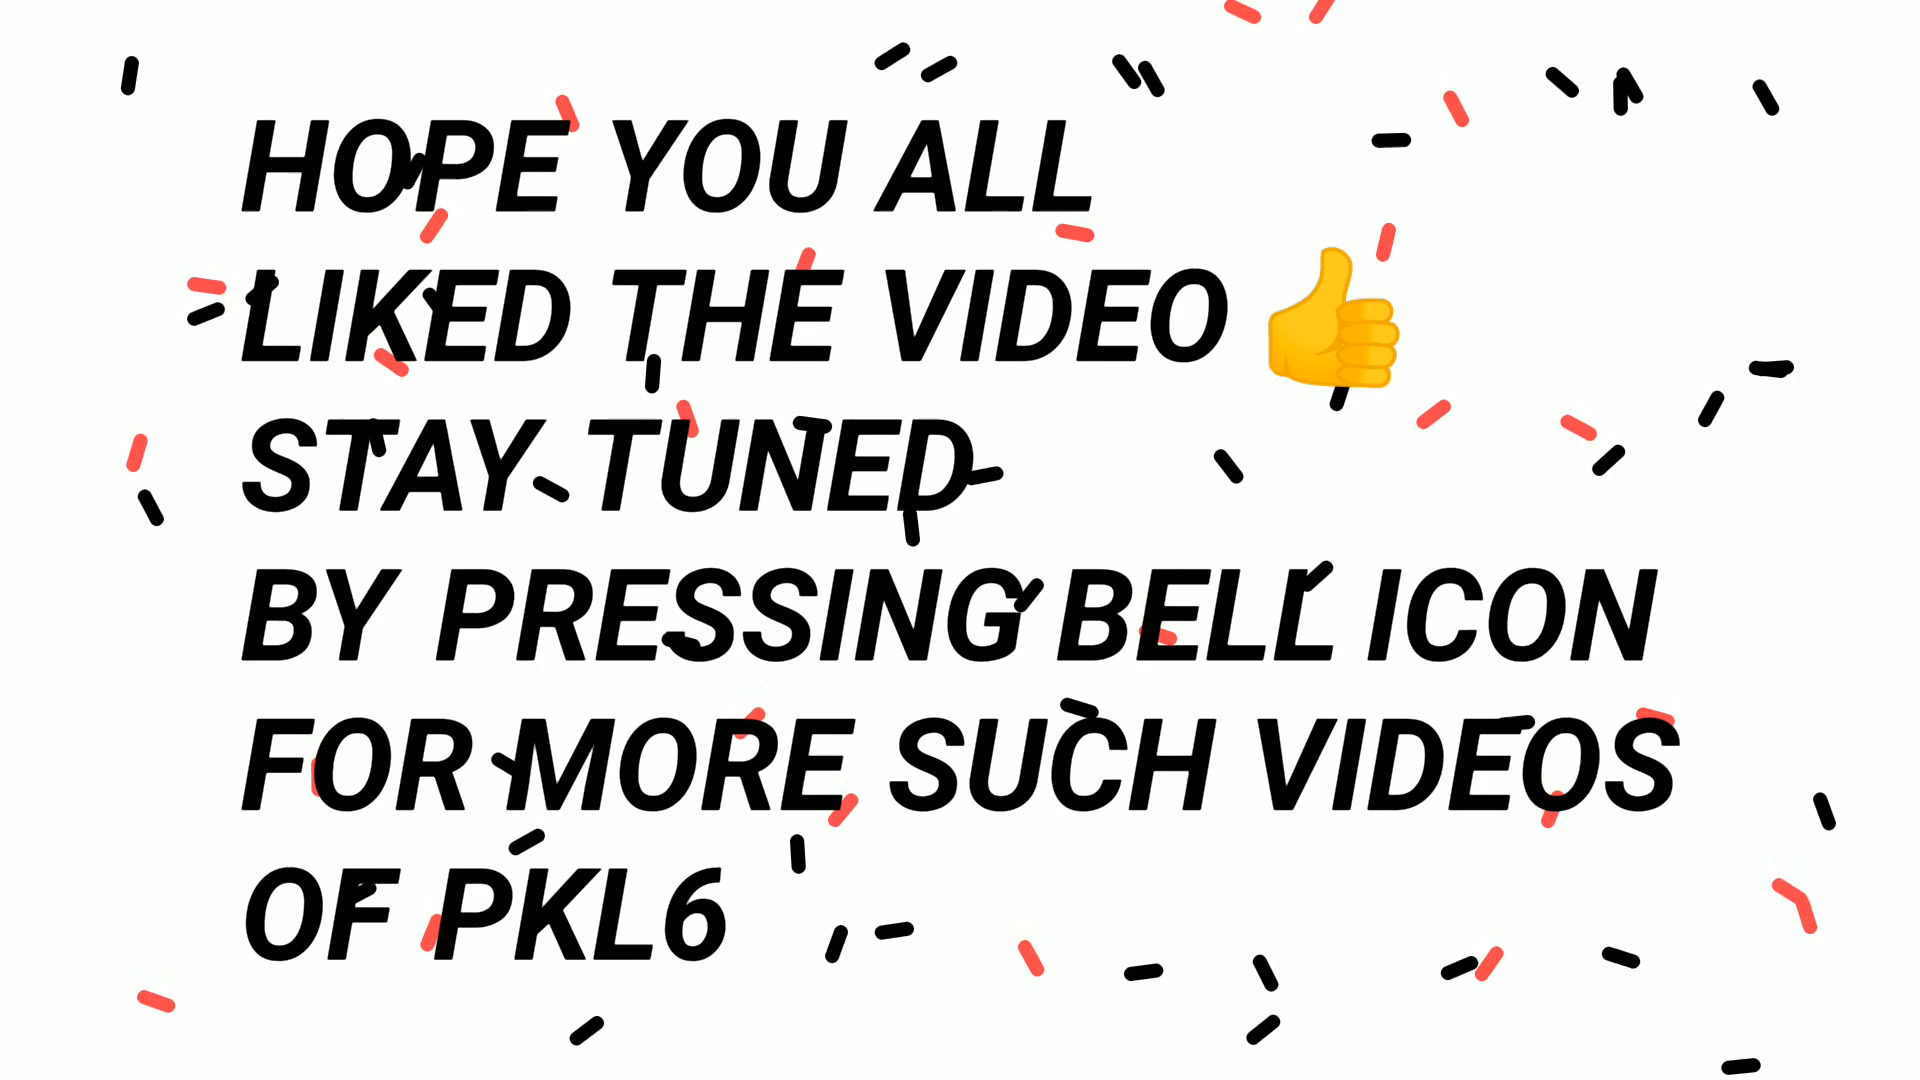 HOPE YOU ALL
LIKED THE VIDEO 👍
STAY TUNED
BY PRESSING BELL ICON
FOR MORE SUCH VIDEOS
OF PKL6